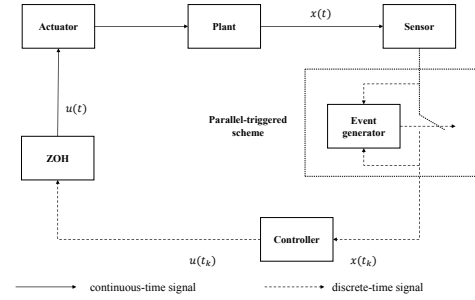 x(t)
Actuator
Plant
Sensor
u(t)
Parallel-triggered
scheme
Event
generator
ZOH
Controller
u(t_k)
x(t_k)
continuous-time signal
discrete-time signal